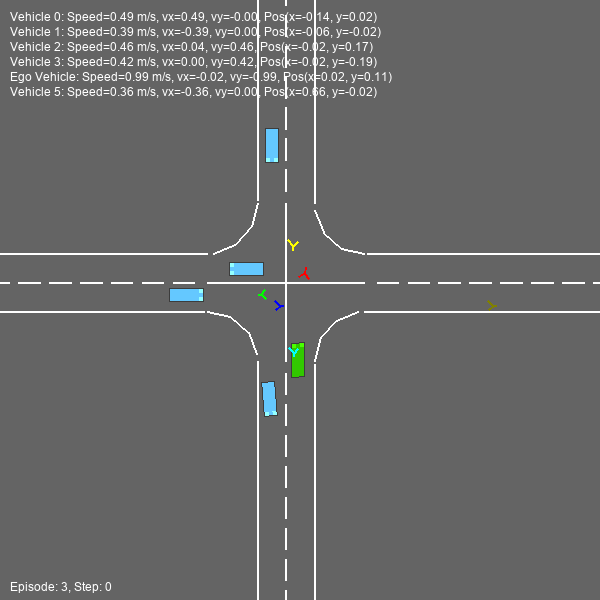 Vehicle 0: Speed=0.49 m/s, vx=0.49, vy=-0.00, Pos(x=-0.14, y=0.02)
Vehicle 1: Speed=0.39 m/s, vx=-0.39, vy=0.00, Pos(x=-0.06, y=-0.02)
Vehicle 2: Speed=0.46 m/s, vx=0.04, vy=0.46, Pos(x=-0.02, y=0.17)
Vehicle 3: Speed=0.42 m/s, vx=0.00, vy=0.42, Pos(x=-0.02, y=-0.19)
Ego Vehicle: Speed=0.99 m/s, vx=-0.02, vy=-0.99, Pos(x=0.02, y=0.11)
Vehicle 5: Speed=0.36 m/s, vx=-0.36, vy=0.00, Pos(x=0.66, y=-0.02)
Episode: 3, Step: 0